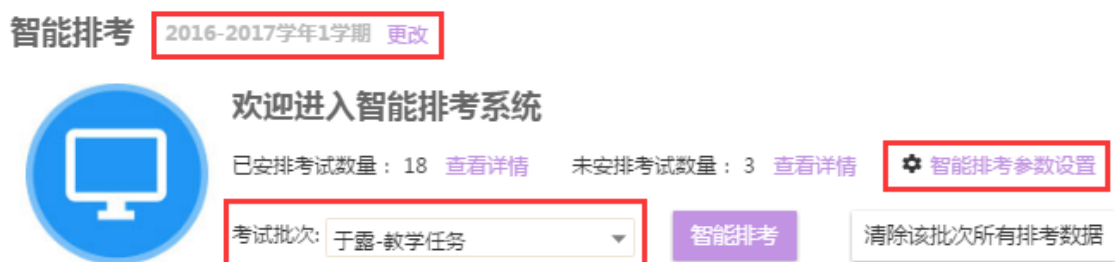 智能排考 2016-2017学年1学期 更改
欢迎进入智能排考系统
已安排考试数量： 18 查看详情 未安排考试数量： 3 查看详情 智能排考参数设置
考试批次: 于露-教学任务 智能排考 清除该批次所有排考数据